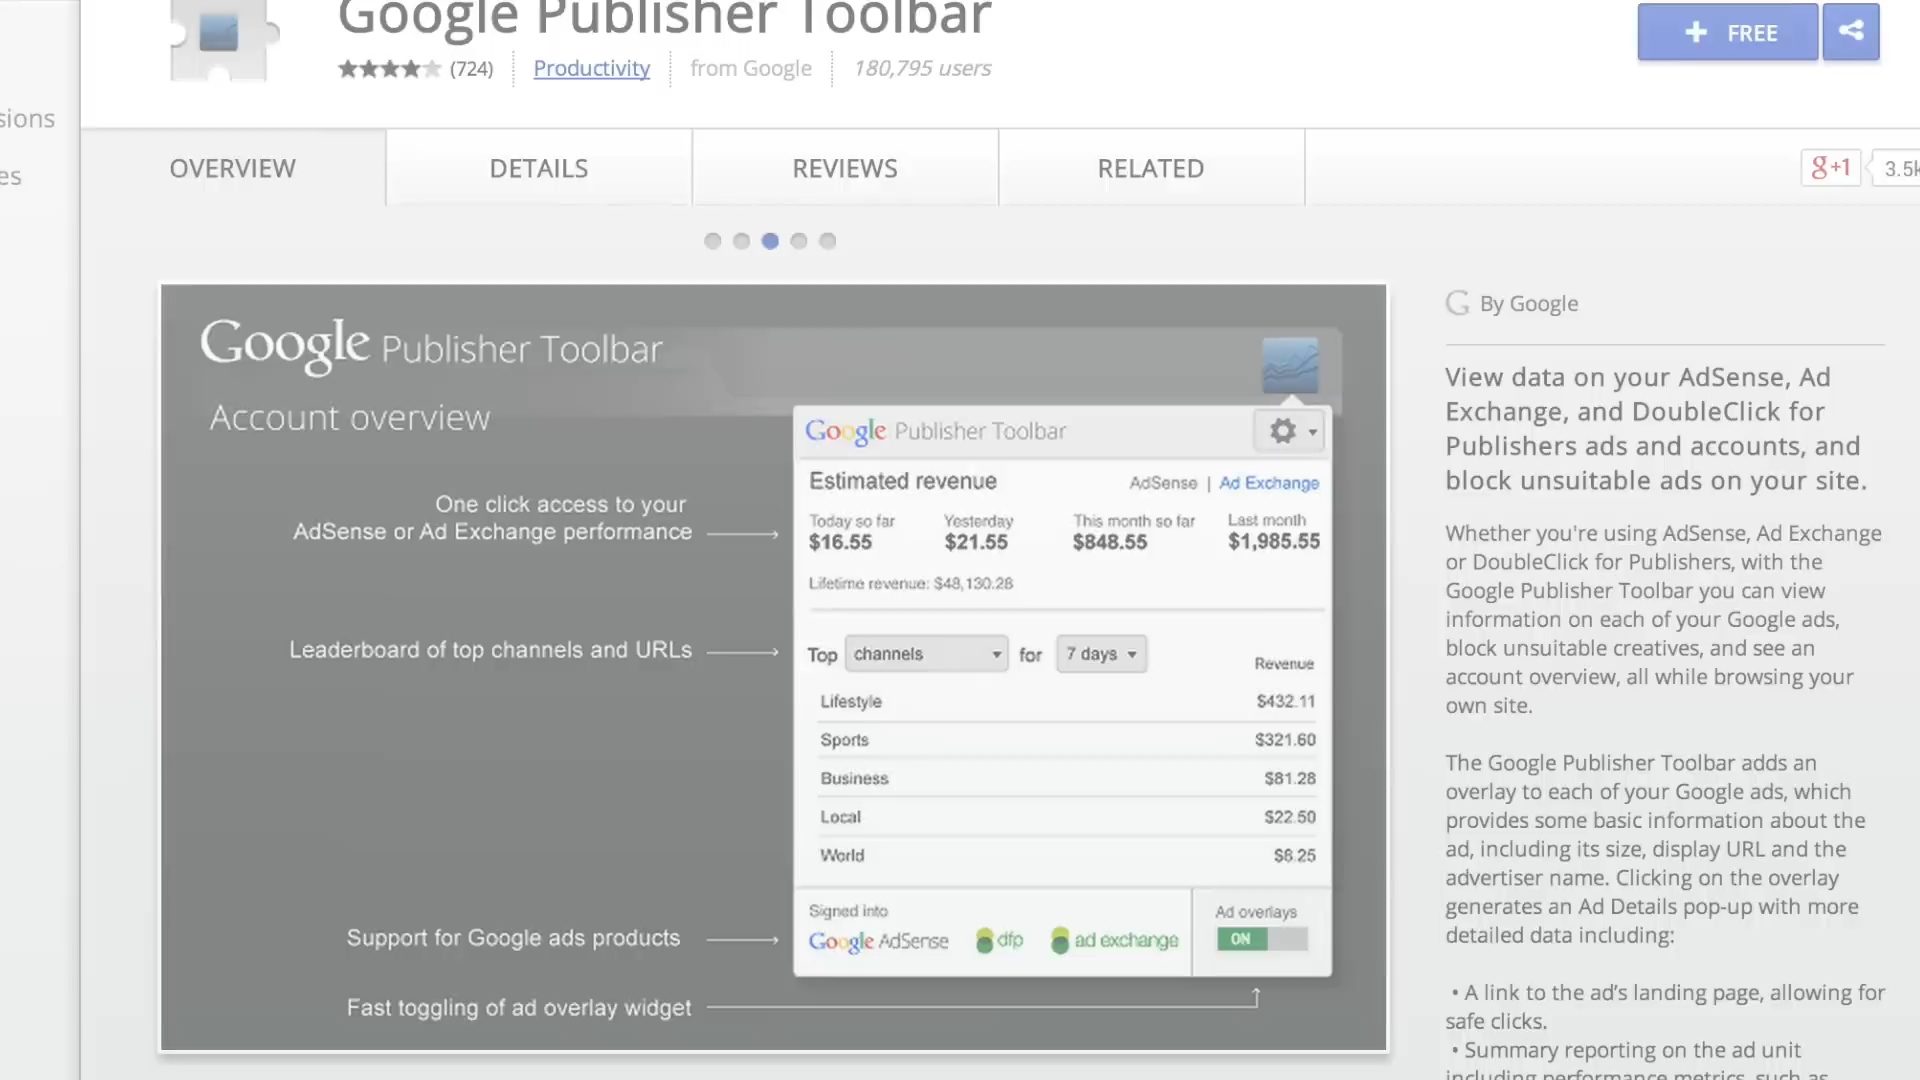 Google Publisher Toolbar
(724)
Productivity
from Google
180,795 users
FREE
sions
es
OVERVIEW
DETAILS
REVIEWS
RELATED
g+1
3.5k
Google Publisher Toolbar
Account overview
One click access to your
AdSense or Ad Exchange performance
Leaderboard of top channels and URLs
Support for Google ads products
Fast toggling of ad overlay widget
Google Publisher Toolbar
Estimated revenue
AdSense | Ad Exchange
Today so far
Yesterday
This month so far
Last month
$16.55
$21.55
$848.55
$1,985.55
Lifetime revenue: $48,130.28
Top channels for 7 days
Revenue
Lifestyle $432.11
Sports $321.60
Business $81.28
Local $22.50
World $6.25
Signed into
Google AdSense
dfp
ad exchange
Ad overlays
ON
By Google
View data on your AdSense, Ad
Exchange, and DoubleClick for
Publishers ads and accounts, and
block unsuitable ads on your site.
Whether you're using AdSense, Ad Exchange
or DoubleClick for Publishers, with the
Google Publisher Toolbar you can view
information on each of your Google ads,
block unsuitable creatives, and see an
account overview, all while browsing your
own site.
The Google Publisher Toolbar adds an
overlay to each of your Google ads, which
provides some basic information about the
ad, including its size, display URL and the
advertiser name. Clicking on the overlay
generates an Ad Details pop-up with more
detailed data including:
• A link to the ad’s landing page, allowing for
safe clicks.
• Summary reporting on the ad unit
including performance metrics, such as